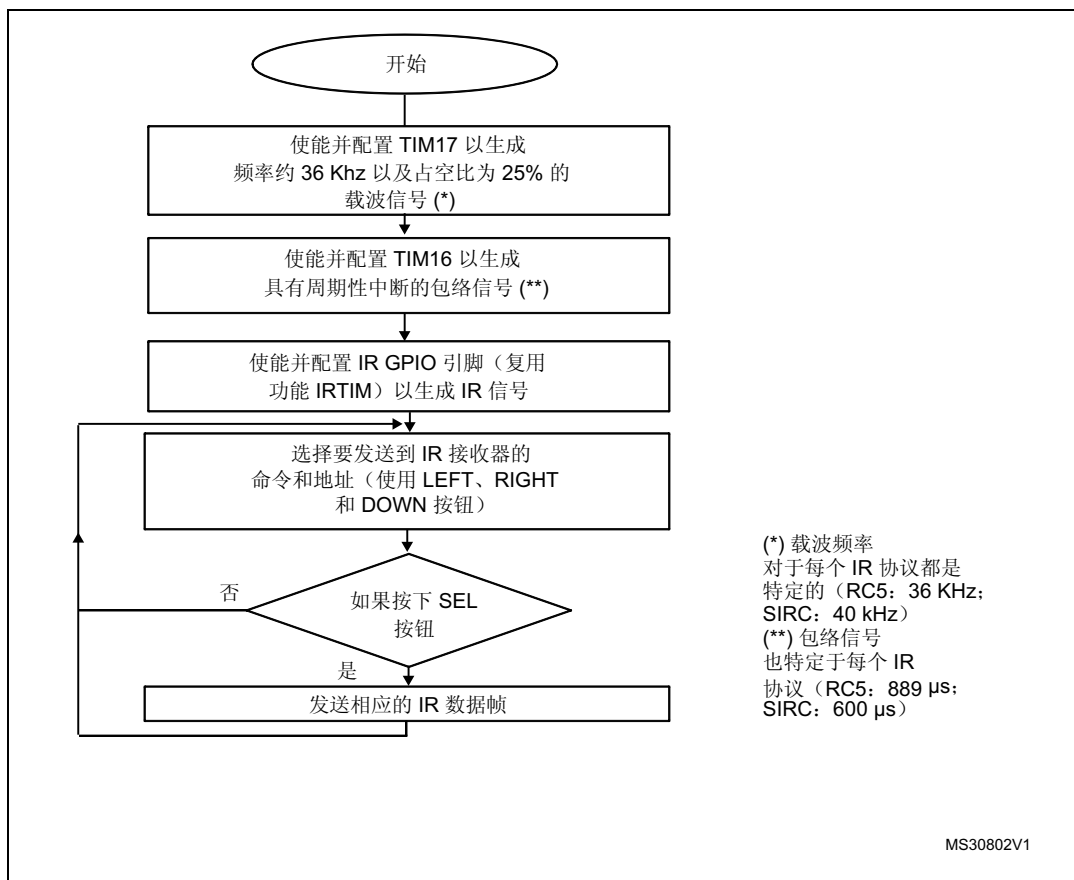 开始
使能并配置 TIM17 以生成
频率约 36 Khz 以及占空比为 25% 的
载波信号 (*)
使能并配置 TIM16 以生成
具有周期性中断的包络信号 (**)
使能并配置 IR GPIO 引脚（复用
功能 IRTIM）以生成 IR 信号
选择要发送到 IR 接收器的
命令和地址（使用 LEFT、RIGHT
和 DOWN 按钮）
否
如果按下 SEL
按钮
是
发送相应的 IR 数据帧
(*) 载波频率
对于每个 IR 协议都是
特定的（RC5：36 KHz；
SIRC：40 kHz）
(**) 包络信号
也特定于每个 IR
协议（RC5：889 µs；
SIRC：600 µs）
MS30802V1